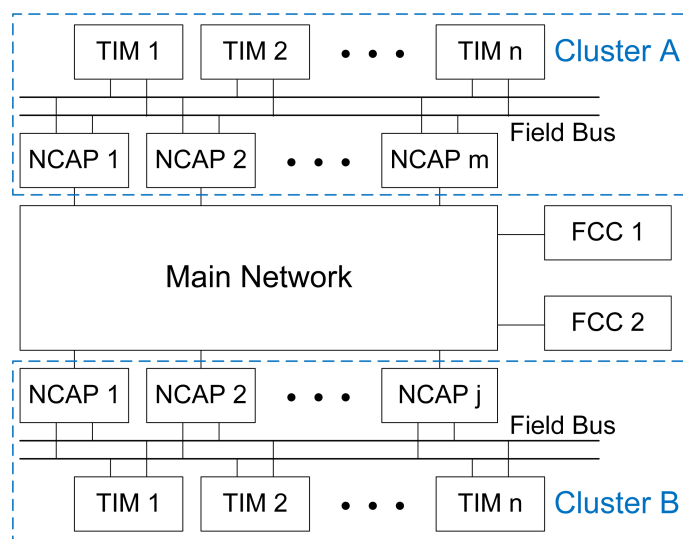 TIM 1
TIM 2
TIM n
Cluster A
Field Bus
NCAP 1
NCAP 2
NCAP m
FCC 1
Main Network
FCC 2
NCAP 1
NCAP 2
NCAP j
Field Bus
TIM 1
TIM 2
TIM n
Cluster B